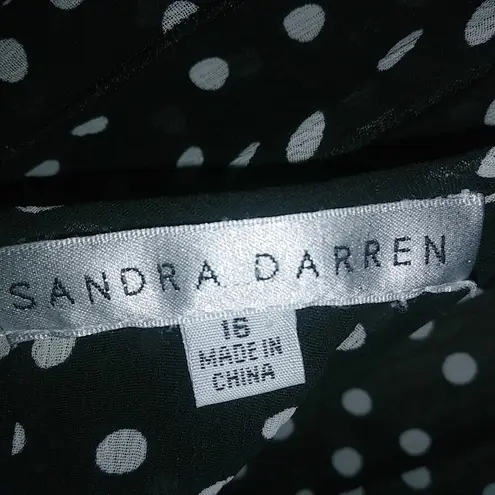 SANDRA DARREN
16
MADE IN
CHINA